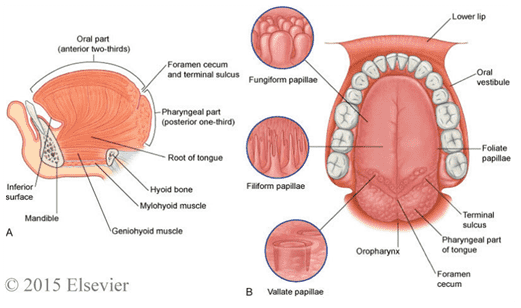 Oral part
(anterior two-thirds)
Foramen cecum
and terminal sulcus
Pharyngeal part
(posterior one-third)
Root of tongue
Hyoid bone
Mylohyoid muscle
Geniohyoid muscle
Mandible
Inferior
surface
A
© 2015 Elsevier
Fungiform papillae
Filiform papillae
Vallate papillae
B
Lower lip
Oral
vestibule
Foliate
papillae
Terminal
sulcus
Pharyngeal part
of tongue
Foramen
cecum
Oropharynx